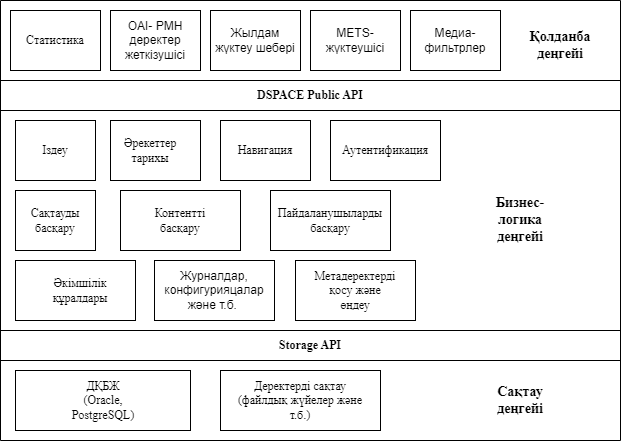 Статистика
OAI- PMH
деректер
жеткізушісі
Жылдам
жүктеу шебері
METS-
жүктеушісі
Медиа-
фильтрлер
Қолданба
деңгейі
DSPACE Public API
Іздеу
Әрекеттер
тарихы
Навигация
Аутентификация
Сақтауды
басқару
Контентті
басқару
Пайдаланушыларды
басқару
Бизнес-
логика
деңгейі
Әкімшілік
құралдары
Журналдар,
конфигурияцалар
және т.б.
Метадеректерді
қосу және
өңдеу
Storage API
ДҚБЖ
(Oracle,
PostgreSQL)
Деректерді сақтау
(файлдық жүйелер және
т.б.)
Сақтау
деңгейі